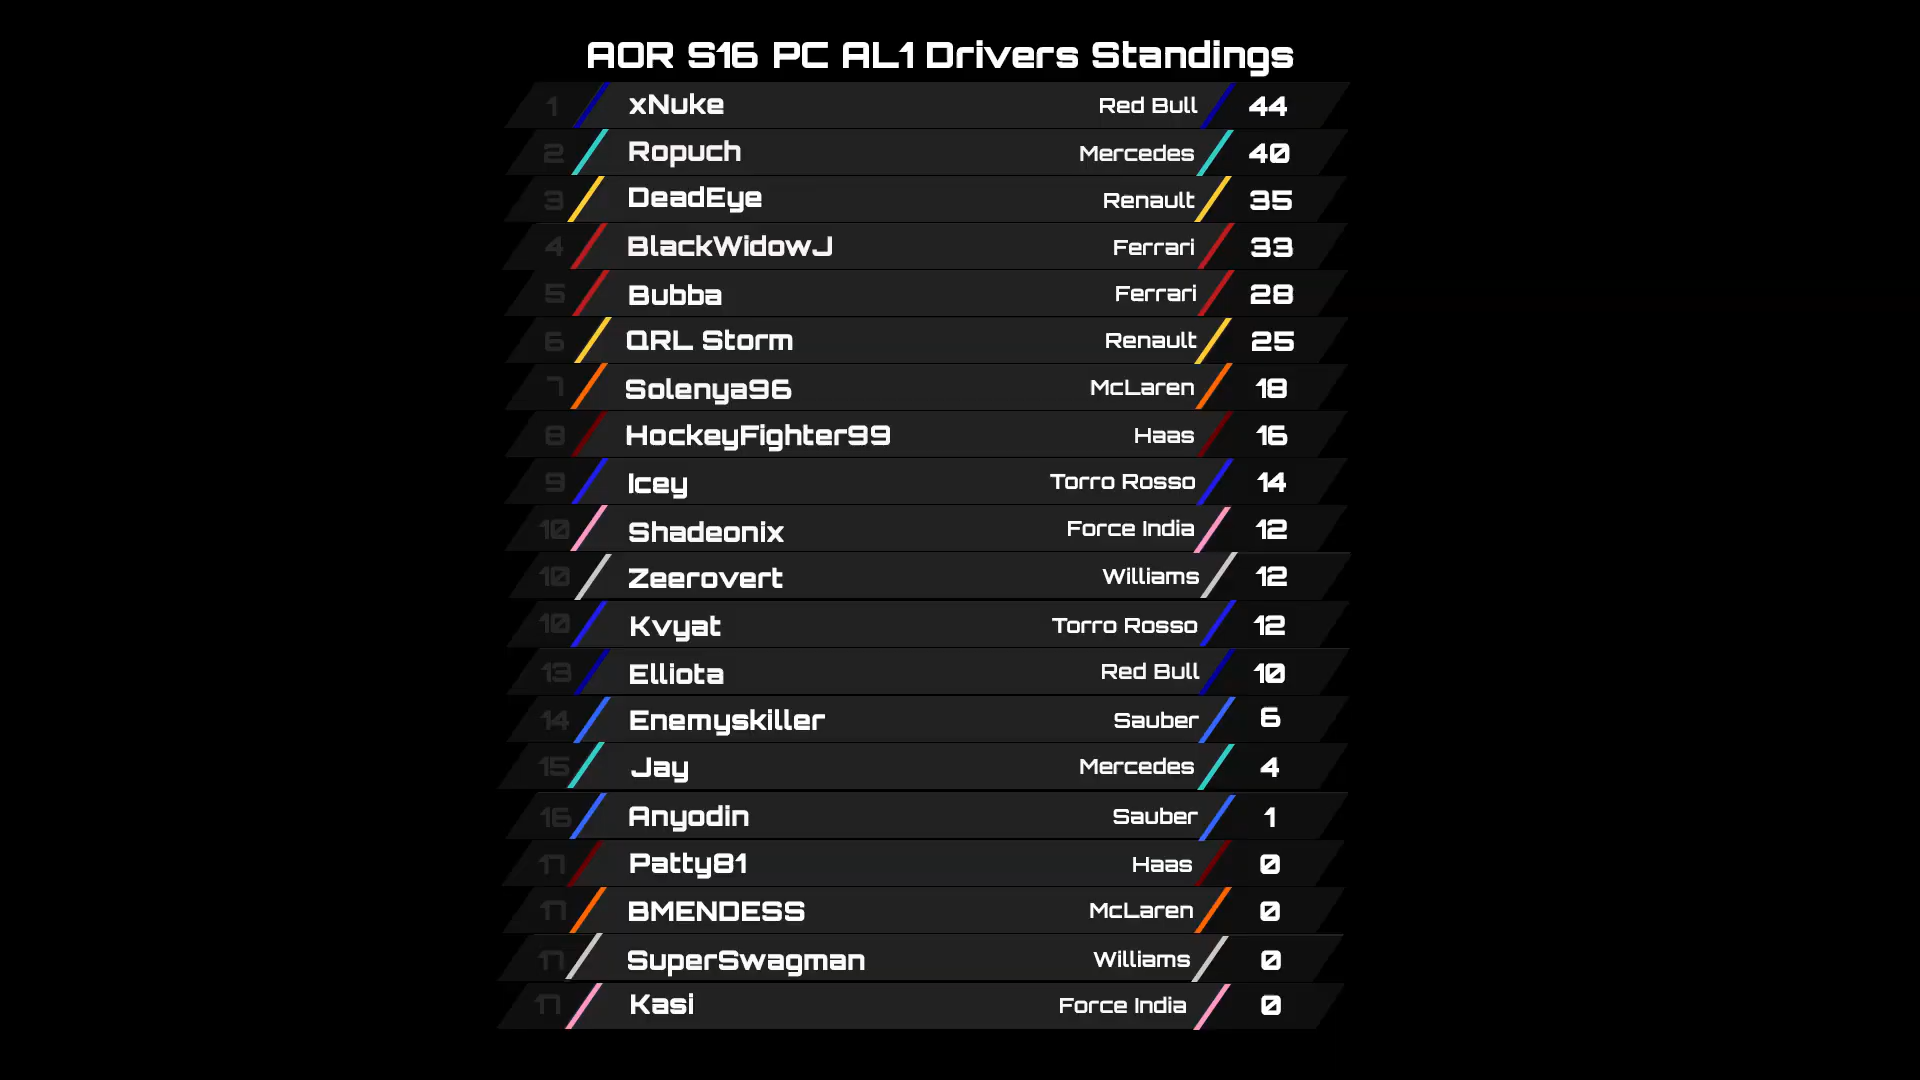 AOR S16 PC AL1 Drivers Standings
1 xNuke Red Bull 44
2 Ropuch Mercedes 40
3 DeadEye Renault 35
4 BlackWidowJ Ferrari 33
5 Bubba Ferrari 28
6 QRL Storm Renault 25
7 Solenya96 McLaren 18
8 HockeyFighter99 Haas 16
9 Icey Torro Rosso 14
10 Shadeonix Force India 12
10 Zeerovert Williams 12
10 Kvyat Torro Rosso 12
13 Elliota Red Bull 10
14 Enemyskiller Sauber 6
15 Jay Mercedes 4
16 Anyodin Sauber 1
17 Patty81 Haas 0
17 BMENDESS McLaren 0
17 SuperSwagman Williams 0
17 Kasi Force India 0